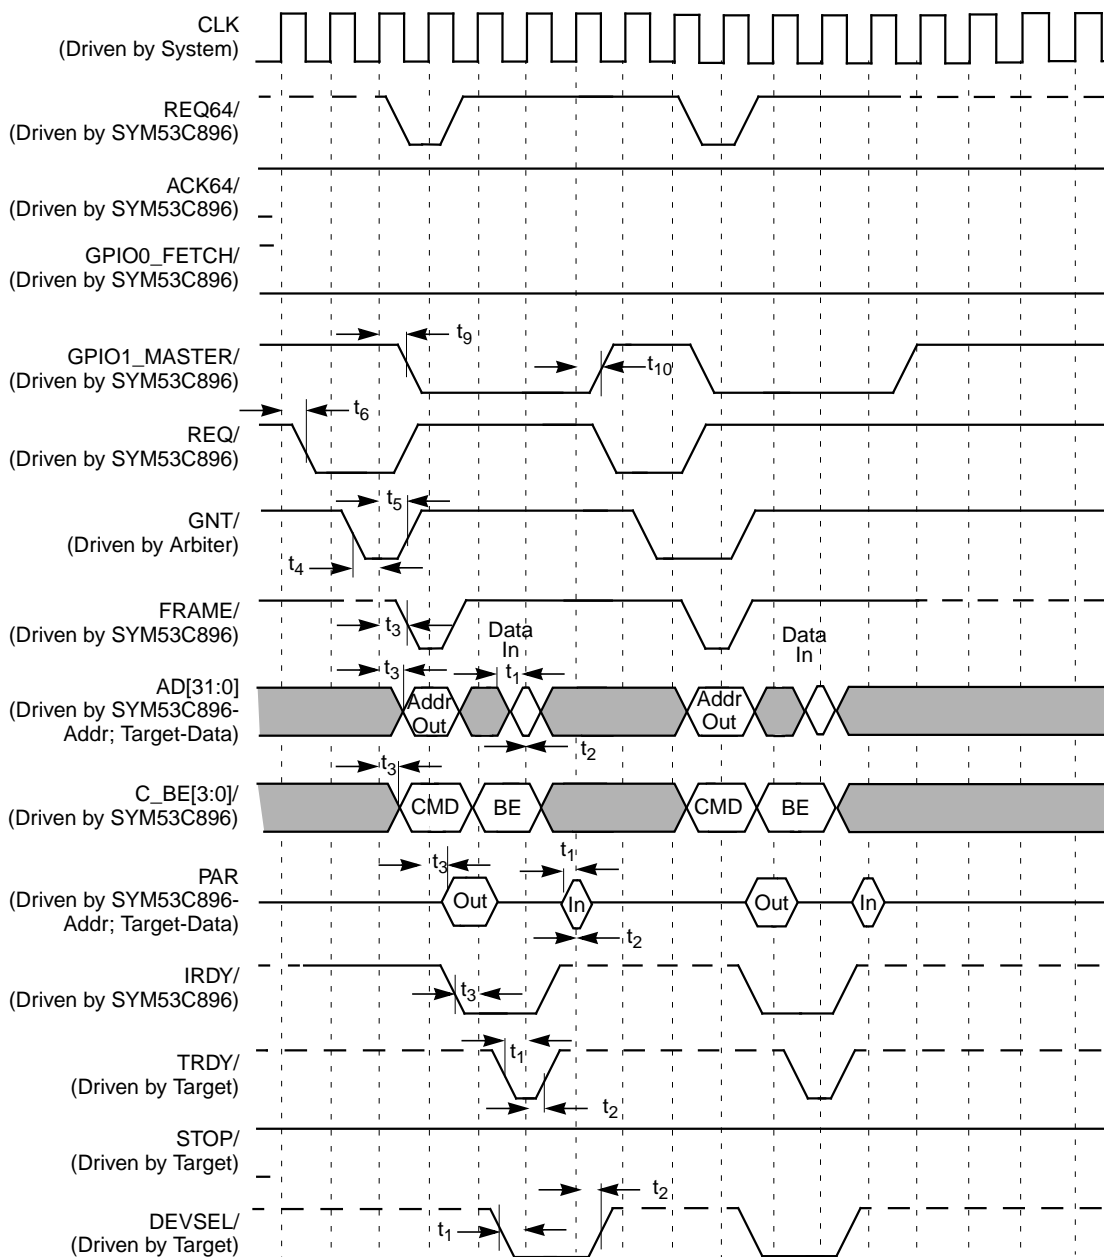 CLK
(Driven by System)
REQ64/
(Driven by SYM53C896)
ACK64/
(Driven by SYM53C896)
GPIO0_FETCH/
(Driven by SYM53C896)
t9
GPIO1_MASTER/
(Driven by SYM53C896)
t10
t6
REQ/
(Driven by SYM53C896)
t5
GNT/
(Driven by Arbiter)
t4
FRAME/
(Driven by SYM53C896)
t3
Data
In
Data
In
t3
t1
AD[31:0]
(Driven by SYM53C896-
Addr; Target-Data)
Addr
Out
Addr
Out
t2
t3
C_BE[3:0]/
(Driven by SYM53C896)
CMD
BE
CMD
BE
t3
t1
PAR
(Driven by SYM53C896-
Addr; Target-Data)
Out
In
Out
In
t2
IRDY/
(Driven by SYM53C896)
t3
TRDY/
(Driven by Target)
t1
t2
STOP/
(Driven by Target)
t2
DEVSEL/
(Driven by Target)
t1